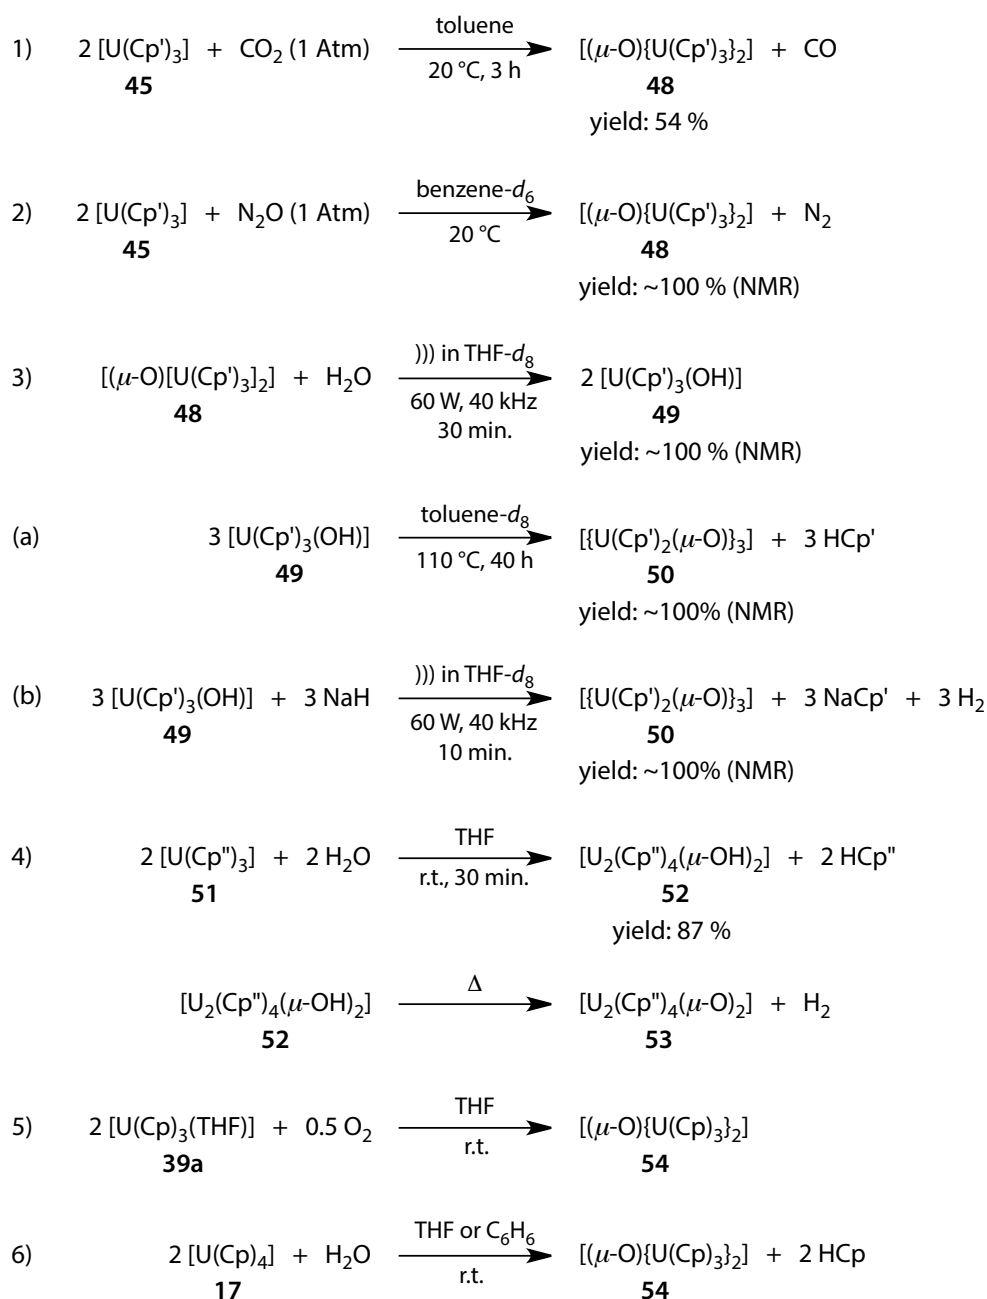 toluene
1) 2 [U(Cp')₃] + CO₂ (1 Atm) [(μ-O){U(Cp')₃}₂] + CO
20 °C, 3 h
45 48
yield: 54 %
benzene-d₆
2) 2 [U(Cp')₃] + N₂O (1 Atm) [(μ-O){U(Cp')₃}₂] + N₂
20 °C
45 48
yield: ~100 % (NMR)
))) in THF-d₈
3) [(μ-O)[U(Cp')₃]₂] + H₂O 2 [U(Cp')₃(OH)]
60 W, 40 kHz
48 49
30 min.
yield: ~100 % (NMR)
toluene-d₈
(a) 3 [U(Cp')₃(OH)] [{U(Cp')₂(μ-O)}₃] + 3 HCp'
110 °C, 40 h
49 50
yield: ~100% (NMR)
))) in THF-d₈
(b) 3 [U(Cp')₃(OH)] + 3 NaH [{U(Cp')₂(μ-O)}₃] + 3 NaCp' + 3 H₂
60 W, 40 kHz
49 50
10 min.
yield: ~100% (NMR)
THF
4) 2 [U(Cp")₃] + 2 H₂O [U₂(Cp")₄(μ-OH)₂] + 2 HCp"
r.t., 30 min.
51 52
yield: 87 %
Δ
[U₂(Cp")₄(μ-OH)₂] [U₂(Cp")₄(μ-O)₂] + H₂
52 53
THF
5) 2 [U(Cp)₃(THF)] + 0.5 O₂ [(μ-O){U(Cp)₃}₂]
r.t.
39a 54
THF or C₆H₆
6) 2 [U(Cp)₄] + H₂O [(μ-O){U(Cp)₃}₂] + 2 HCp
r.t.
17 54